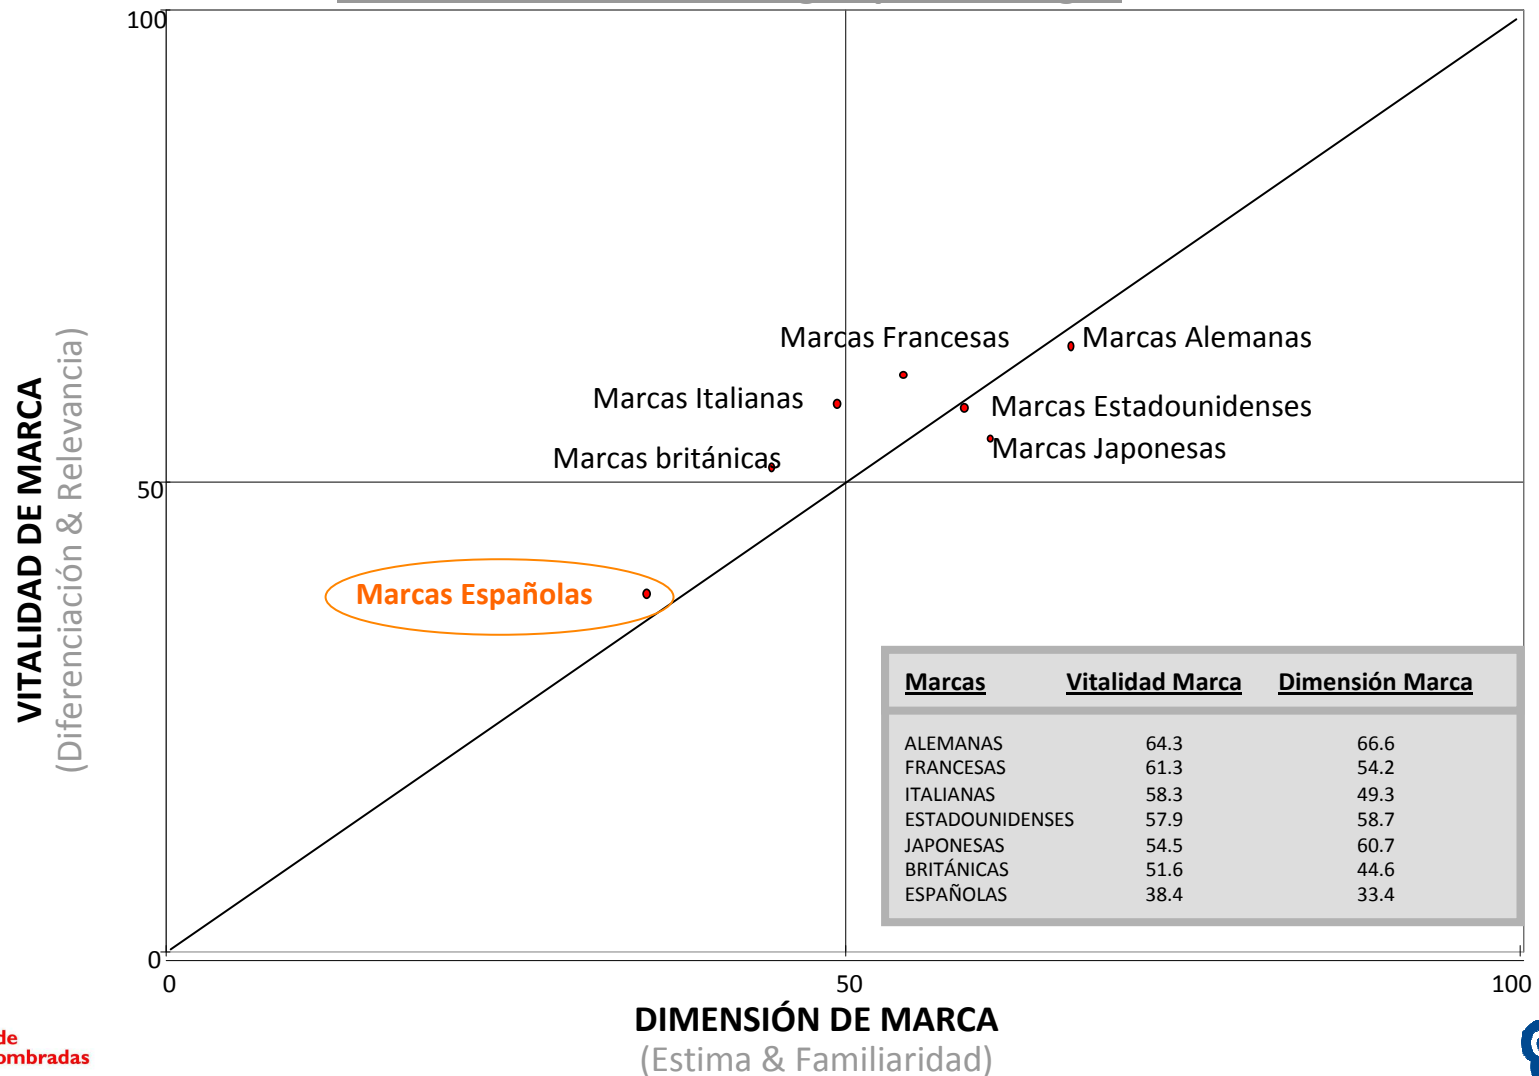 100
VITALIDAD DE MARCA
(Diferenciación & Relevancia)
Marcas Francesas
Marcas Alemanas
Marcas Italianas
Marcas Estadounidenses
Marcas Japonesas
Marcas británicas
50
Marcas Españolas
Marcas Vitalidad Marca Dimensión Marca
ALEMANAS 64.3 66.6
FRANCESAS 61.3 54.2
ITALIANAS 58.3 49.3
ESTADOUNIDENSES 57.9 58.7
JAPONESAS 54.5 60.7
BRITÁNICAS 51.6 44.6
ESPAÑOLAS 38.4 33.4
0
0 50 100
DIMENSIÓN DE MARCA
(Estima & Familiaridad)
de
ombradas